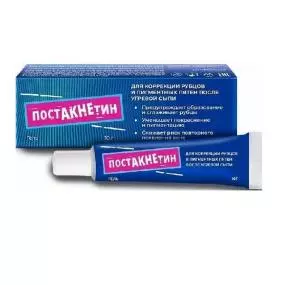 ДЛЯ КОРРЕКЦИИ РУБЦОВ
И ПИГМЕНТНЫХ ПЯТЕН ПОСЛЕ
УГРЕВОЙ СЫПИ
ПОСТАКНЕТИН
Предупреждает образование
и сглаживает рубцы
Уменьшает покраснение
и пигментацию
Снижает риск повторного
ГЕЛЬ
ПОСТАКНЕТИН
ДЛЯ КОРРЕКЦИИ РУБЦОВ
И ПИГМЕНТНЫХ ПЯТЕН
ПОСЛЕ УГРЕВОЙ СЫПИ
ГЕЛЬ